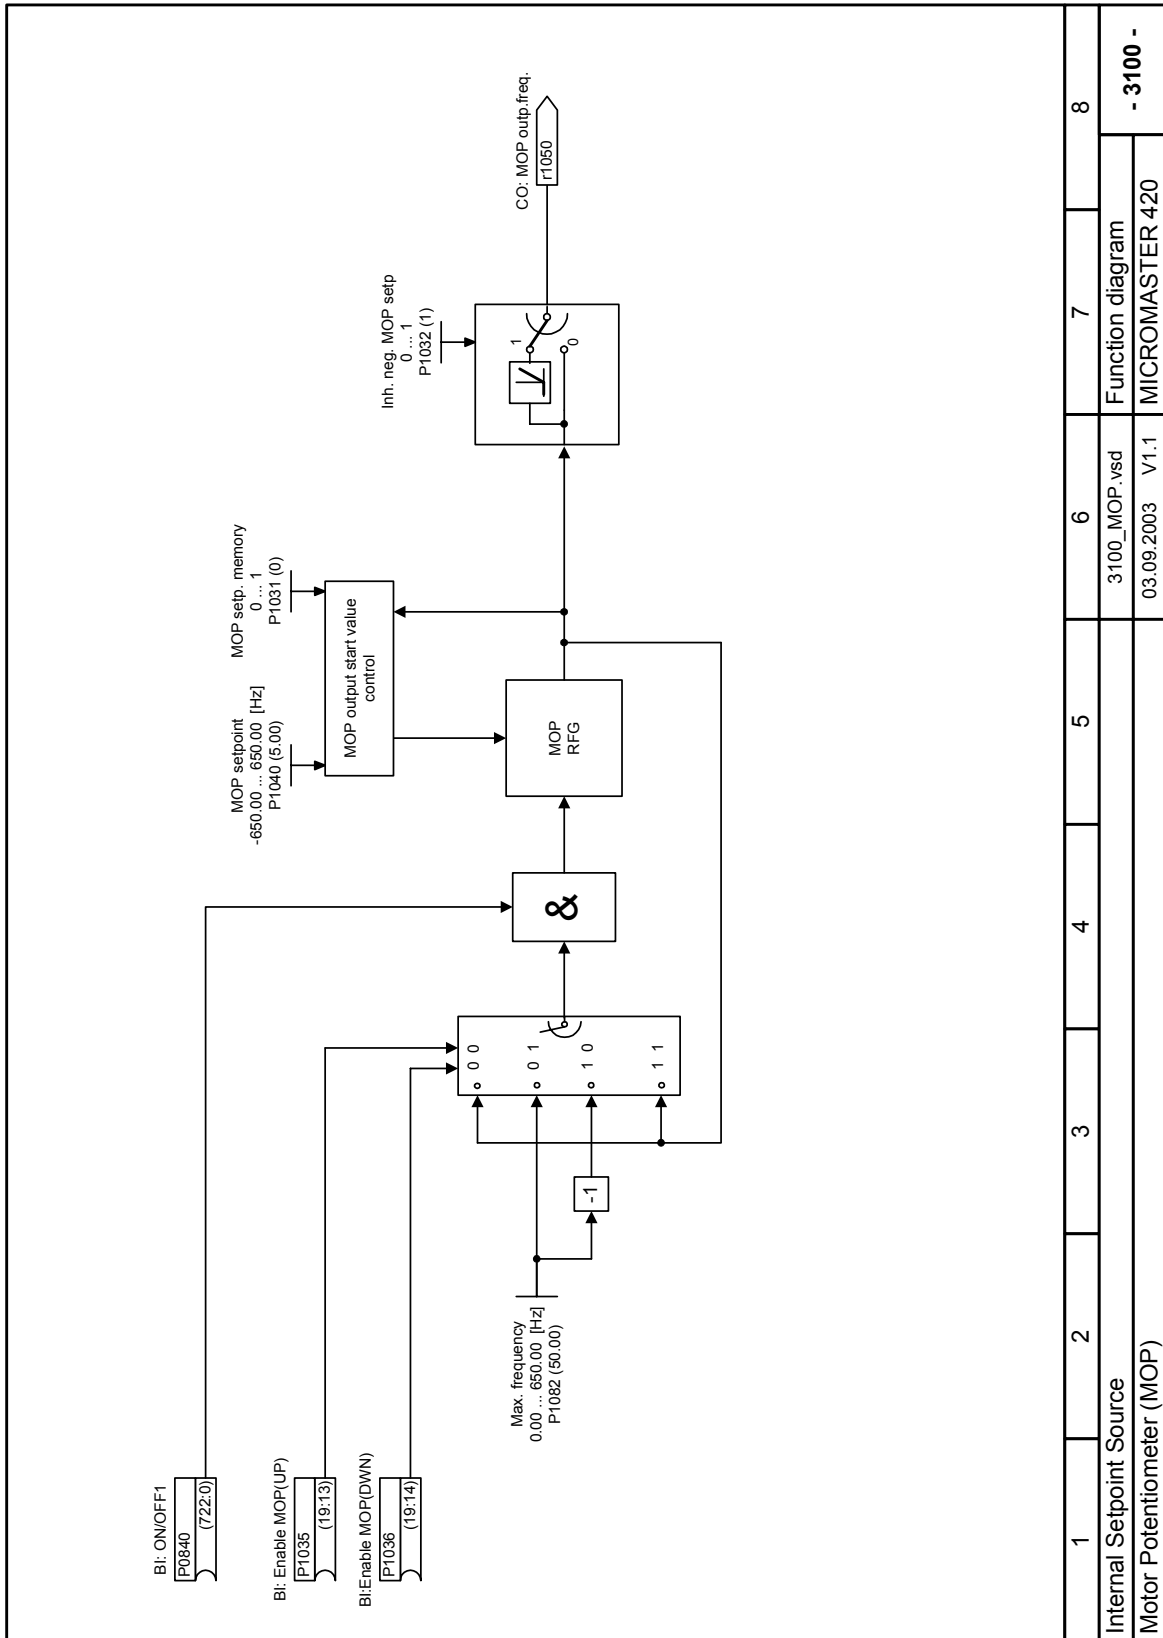 BI: ON/OFF1
P0840
(722:0)
BI: Enable MOP(UP)
P1035
(19:13)
BI:Enable MOP(DWN)
P1036
(19:14)
Max. frequency
0.00 ... 650.00 [Hz]
P1082 (50.00)
-1
0 0
0 1
1 0
1 1
&
MOP setpoint
-650.00 ... 650.00 [Hz]
P1040 (5.00)
MOP setp. memory
0 ... 1
P1031 (0)
MOP output start value
control
MOP
RFG
Inh. neg. MOP setp
0 ... 1
P1032 (1)
1
0
CO: MOP outp.freq.
r1050
1 2 3 4 5 6 7 8
Internal Setpoint Source
3100_MOP.vsd
Function diagram
- 3100 -
Motor Potentiometer (MOP)
03.09.2003 V1.1
MICROMASTER 420